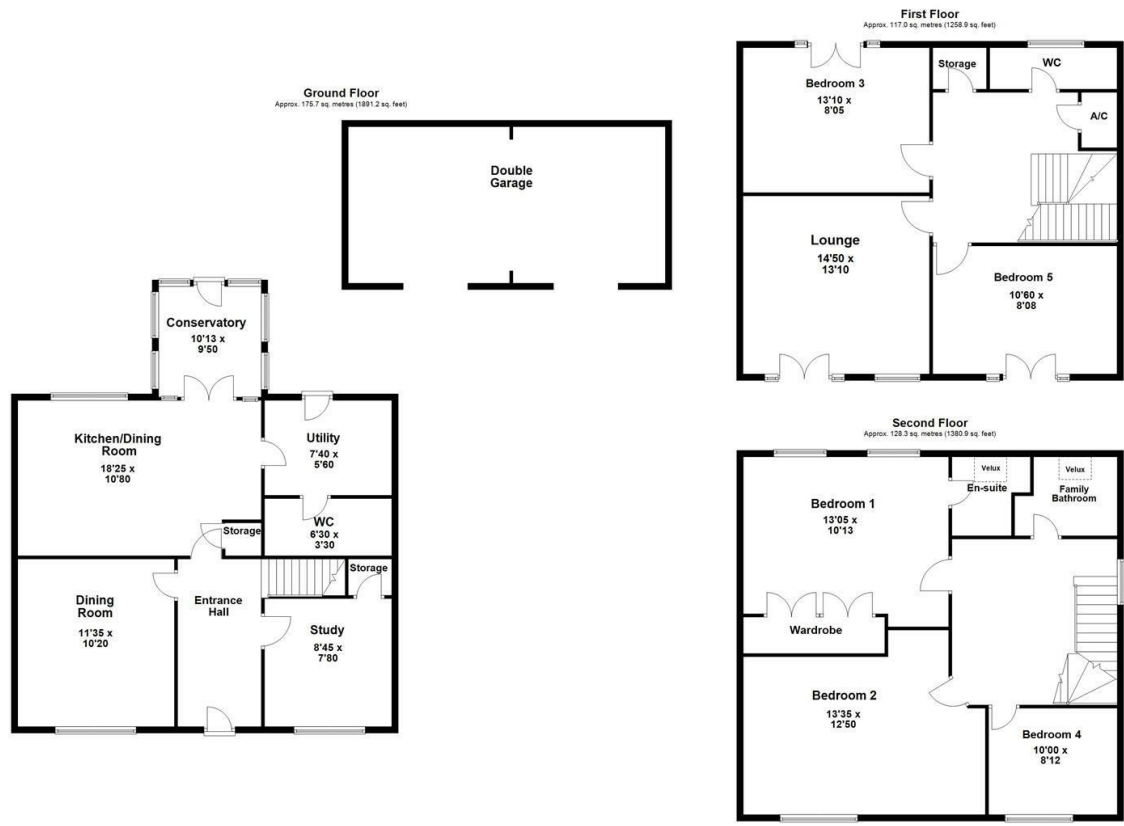 Ground Floor
Approx. 175.7 sq. metres (1891.2 sq. feet)
Double
Garage
Conservatory
10'13 x
9'50
Kitchen/Dining
Room
18'25 x
10'80
Utility
7'40 x
5'60
WC
6'30 x
3'30
Storage
Storage
Dining
Room
11'35 x
10'20
Entrance
Hall
Study
8'45 x
7'80
First Floor
Approx. 117.0 sq. metres (1258.9 sq. feet)
Bedroom 3
13'10 x
8'05
Storage
WC
A/C
Lounge
14'50 x
13'10
Bedroom 5
10'60 x
8'08
Second Floor
Approx. 128.3 sq. metres (1380.9 sq. feet)
Bedroom 1
13'05 x
10'13
Velux
En-suite
Velux
Family
Bathroom
Wardrobe
Bedroom 2
13'35 x
12'50
Bedroom 4
10'00 x
8'12